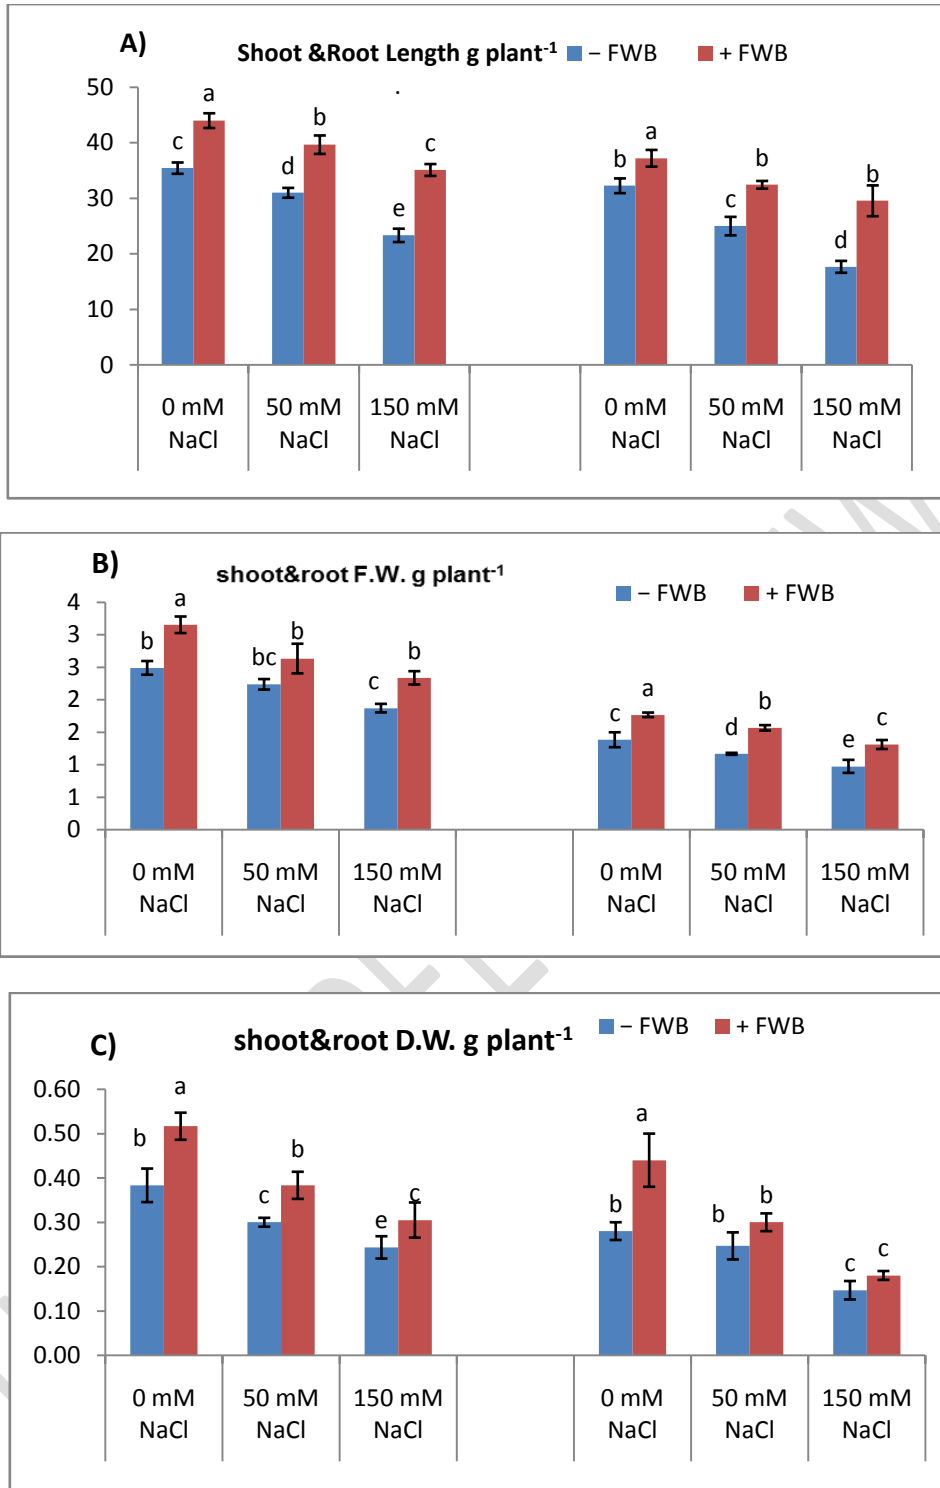 A)
Shoot &Root Length g plant⁻¹
− FWB
+ FWB
50
40
30
20
10
0
c a d b e c b a c b d b
0 mM NaCl
50 mM NaCl
150 mM NaCl
0 mM NaCl
50 mM NaCl
150 mM NaCl
B)
shoot&root F.W. g plant⁻¹
− FWB
+ FWB
4
3
3
2
2
1
1
0
b a bc b c b c a d b e c
0 mM NaCl
50 mM NaCl
150 mM NaCl
0 mM NaCl
50 mM NaCl
150 mM NaCl
C)
shoot&root D.W. g plant⁻¹
− FWB
+ FWB
0.60
0.50
0.40
0.30
0.20
0.10
0.00
b a c b e c b a b b c c
0 mM NaCl
50 mM NaCl
150 mM NaCl
0 mM NaCl
50 mM NaCl
150 mM NaCl